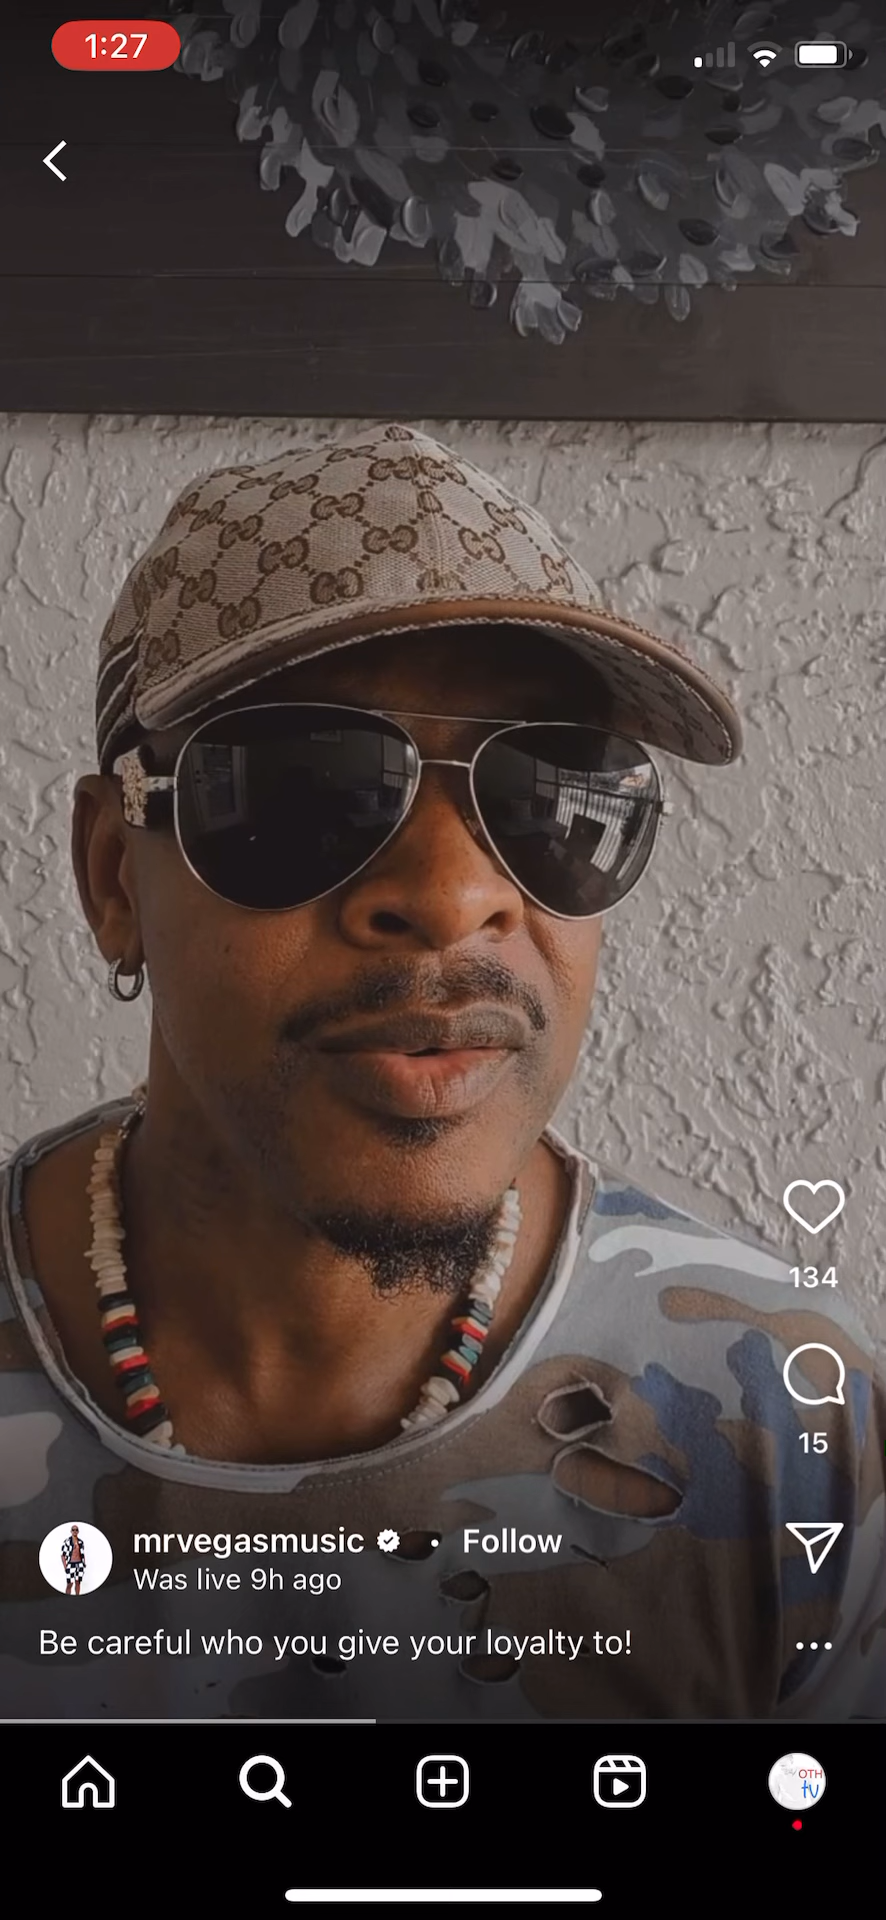 1:27
134
15
mrvegasmusic • Follow
Was live 9h ago
Be careful who you give your loyalty to!
OTH
tv